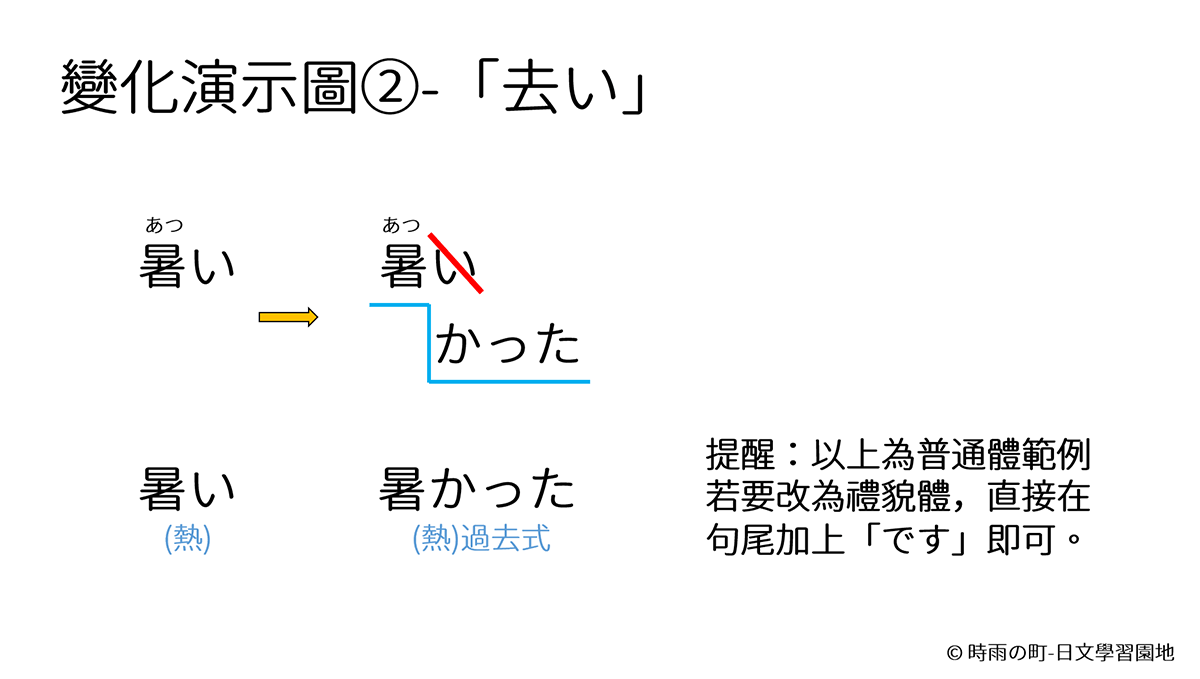 變化演示圖②-「去い」
あつ
暑い
あつ
暑い
かった
暑い
(熱)
暑かった
(熱)過去式
提醒：以上為普通體範例
若要改為禮貌體，直接在
句尾加上「です」即可。
© 時雨の町-日文學習園地